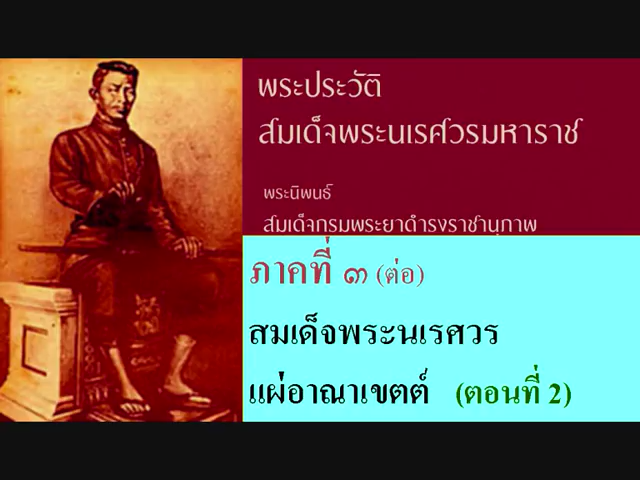 พระประวัติ
สมเด็จพระนเรศวรมหาราช
พระนิพนธ์
สมเด็จกรมพระยาดำรงราชานุภาพ
ภาคที่ ๓ (ต่อ)
สมเด็จพระนเรศวร
แผ่อาณาเขตต์ (ตอนที่ 2)